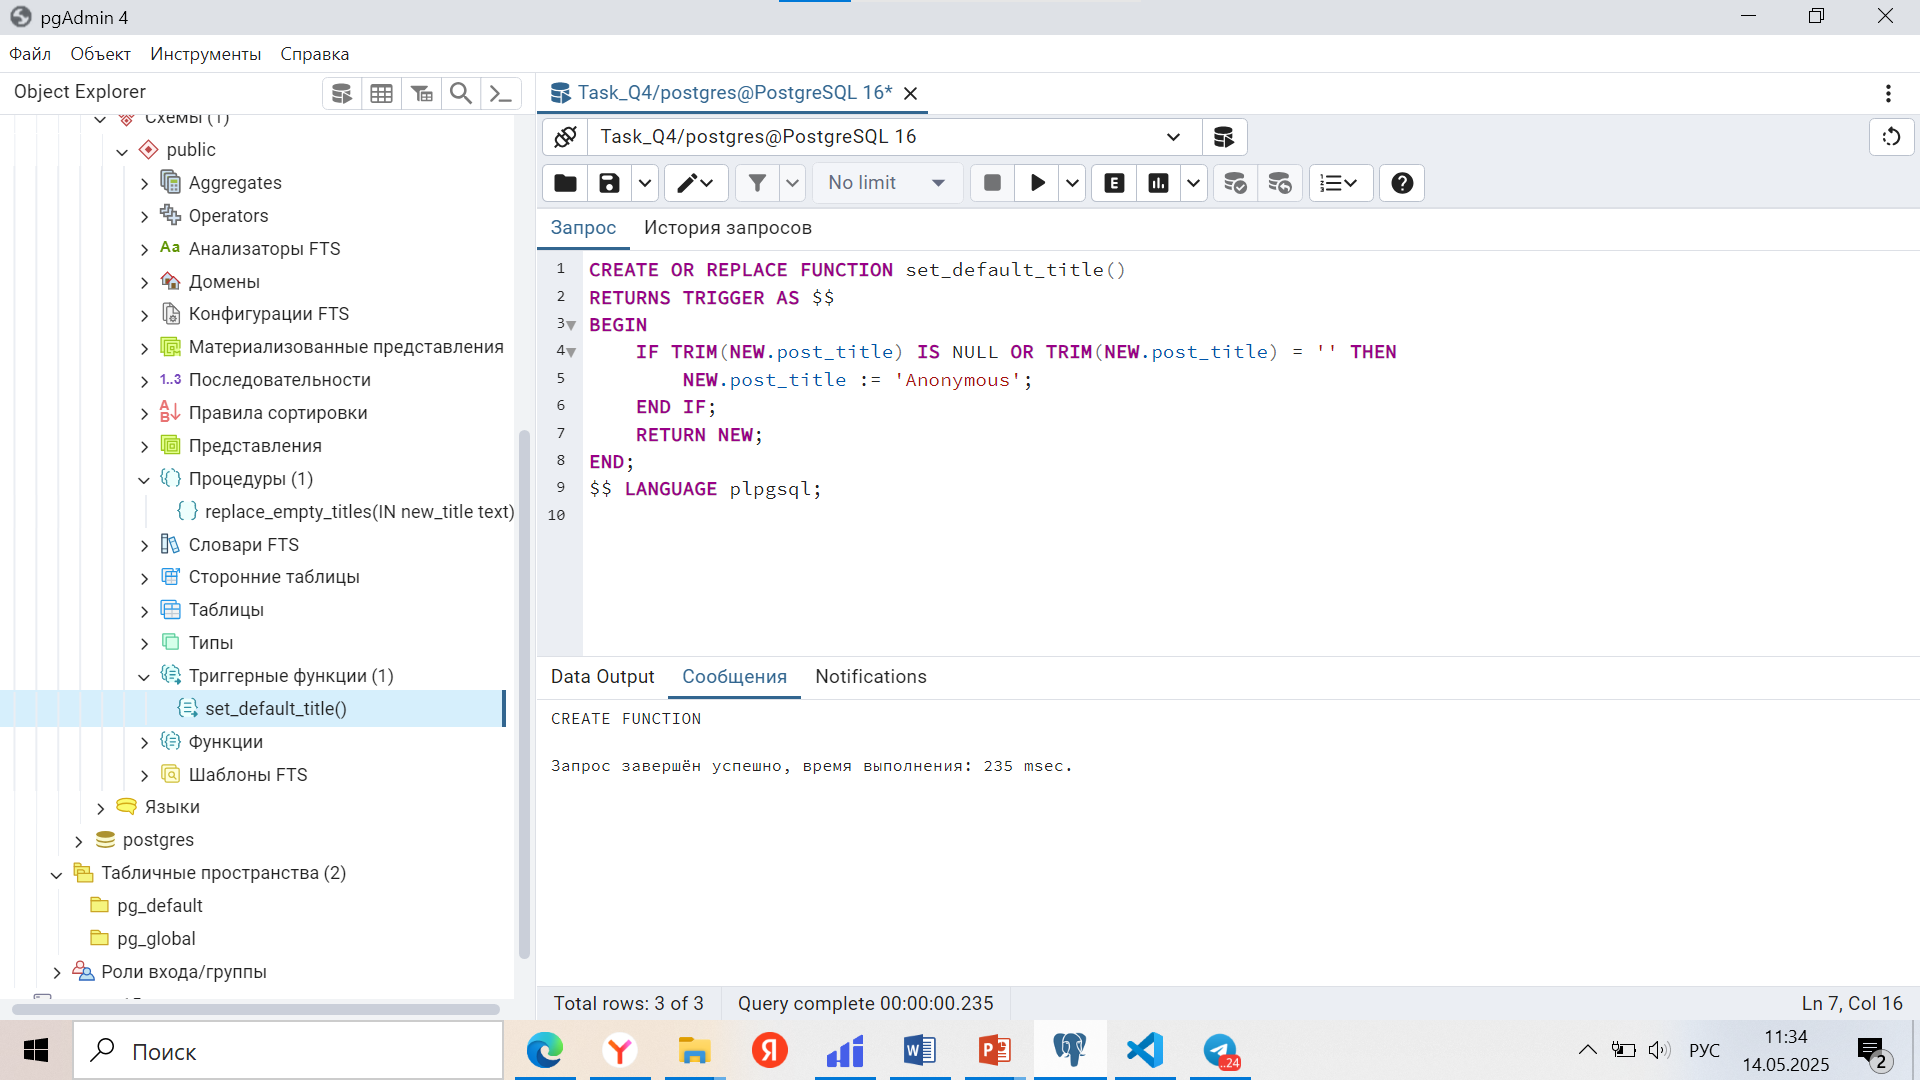 pgAdmin 4
Файл Объект Инструменты Справка
Object Explorer
Схемы (1)
public
Aggregates
Operators
Анализаторы FTS
Домены
Конфигурации FTS
Материализованные представления
1..3 Последовательности
Правила сортировки
Представления
Процедуры (1)
replace_empty_titles(IN new_title text)
Словари FTS
Сторонние таблицы
Таблицы
Типы
Триггерные функции (1)
set_default_title()
Функции
Шаблоны FTS
Языки
postgres
Табличные пространства (2)
pg_default
pg_global
Роли входа/группы
Task_Q4/postgres@PostgreSQL 16*
Task_Q4/postgres@PostgreSQL 16
No limit
Запрос История запросов
1 CREATE OR REPLACE FUNCTION set_default_title()
2 RETURNS TRIGGER AS $$
3 BEGIN
4 IF TRIM(NEW.post_title) IS NULL OR TRIM(NEW.post_title) = '' THEN
5 NEW.post_title := 'Anonymous';
6 END IF;
7 RETURN NEW;
8 END;
9 $$ LANGUAGE plpgsql;
10
Data Output Сообщения Notifications
CREATE FUNCTION
Запрос завершён успешно, время выполнения: 235 msec.
Total rows: 3 of 3 Query complete 00:00:00.235 Ln 7, Col 16
Поиск
..24
РУС
11:34
14.05.2025
2